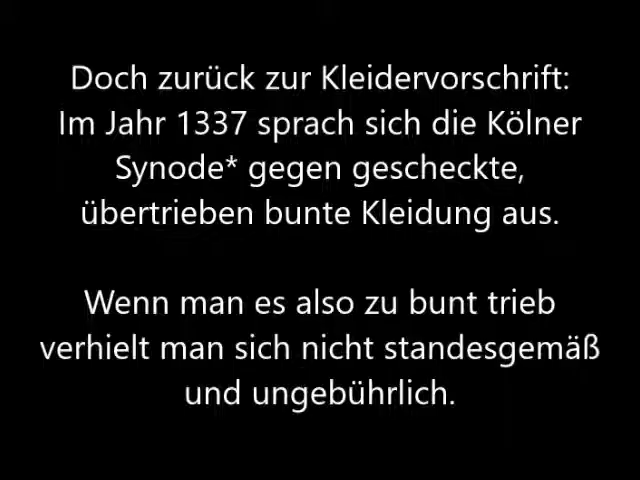 Doch zurück zur Kleidervorschrift:
Im Jahr 1337 sprach sich die Kölner
Synode* gegen gescheckte,
übertrieben bunte Kleidung aus.
Wenn man es also zu bunt trieb
verhielt man sich nicht standesgemäß
und ungebührlich.